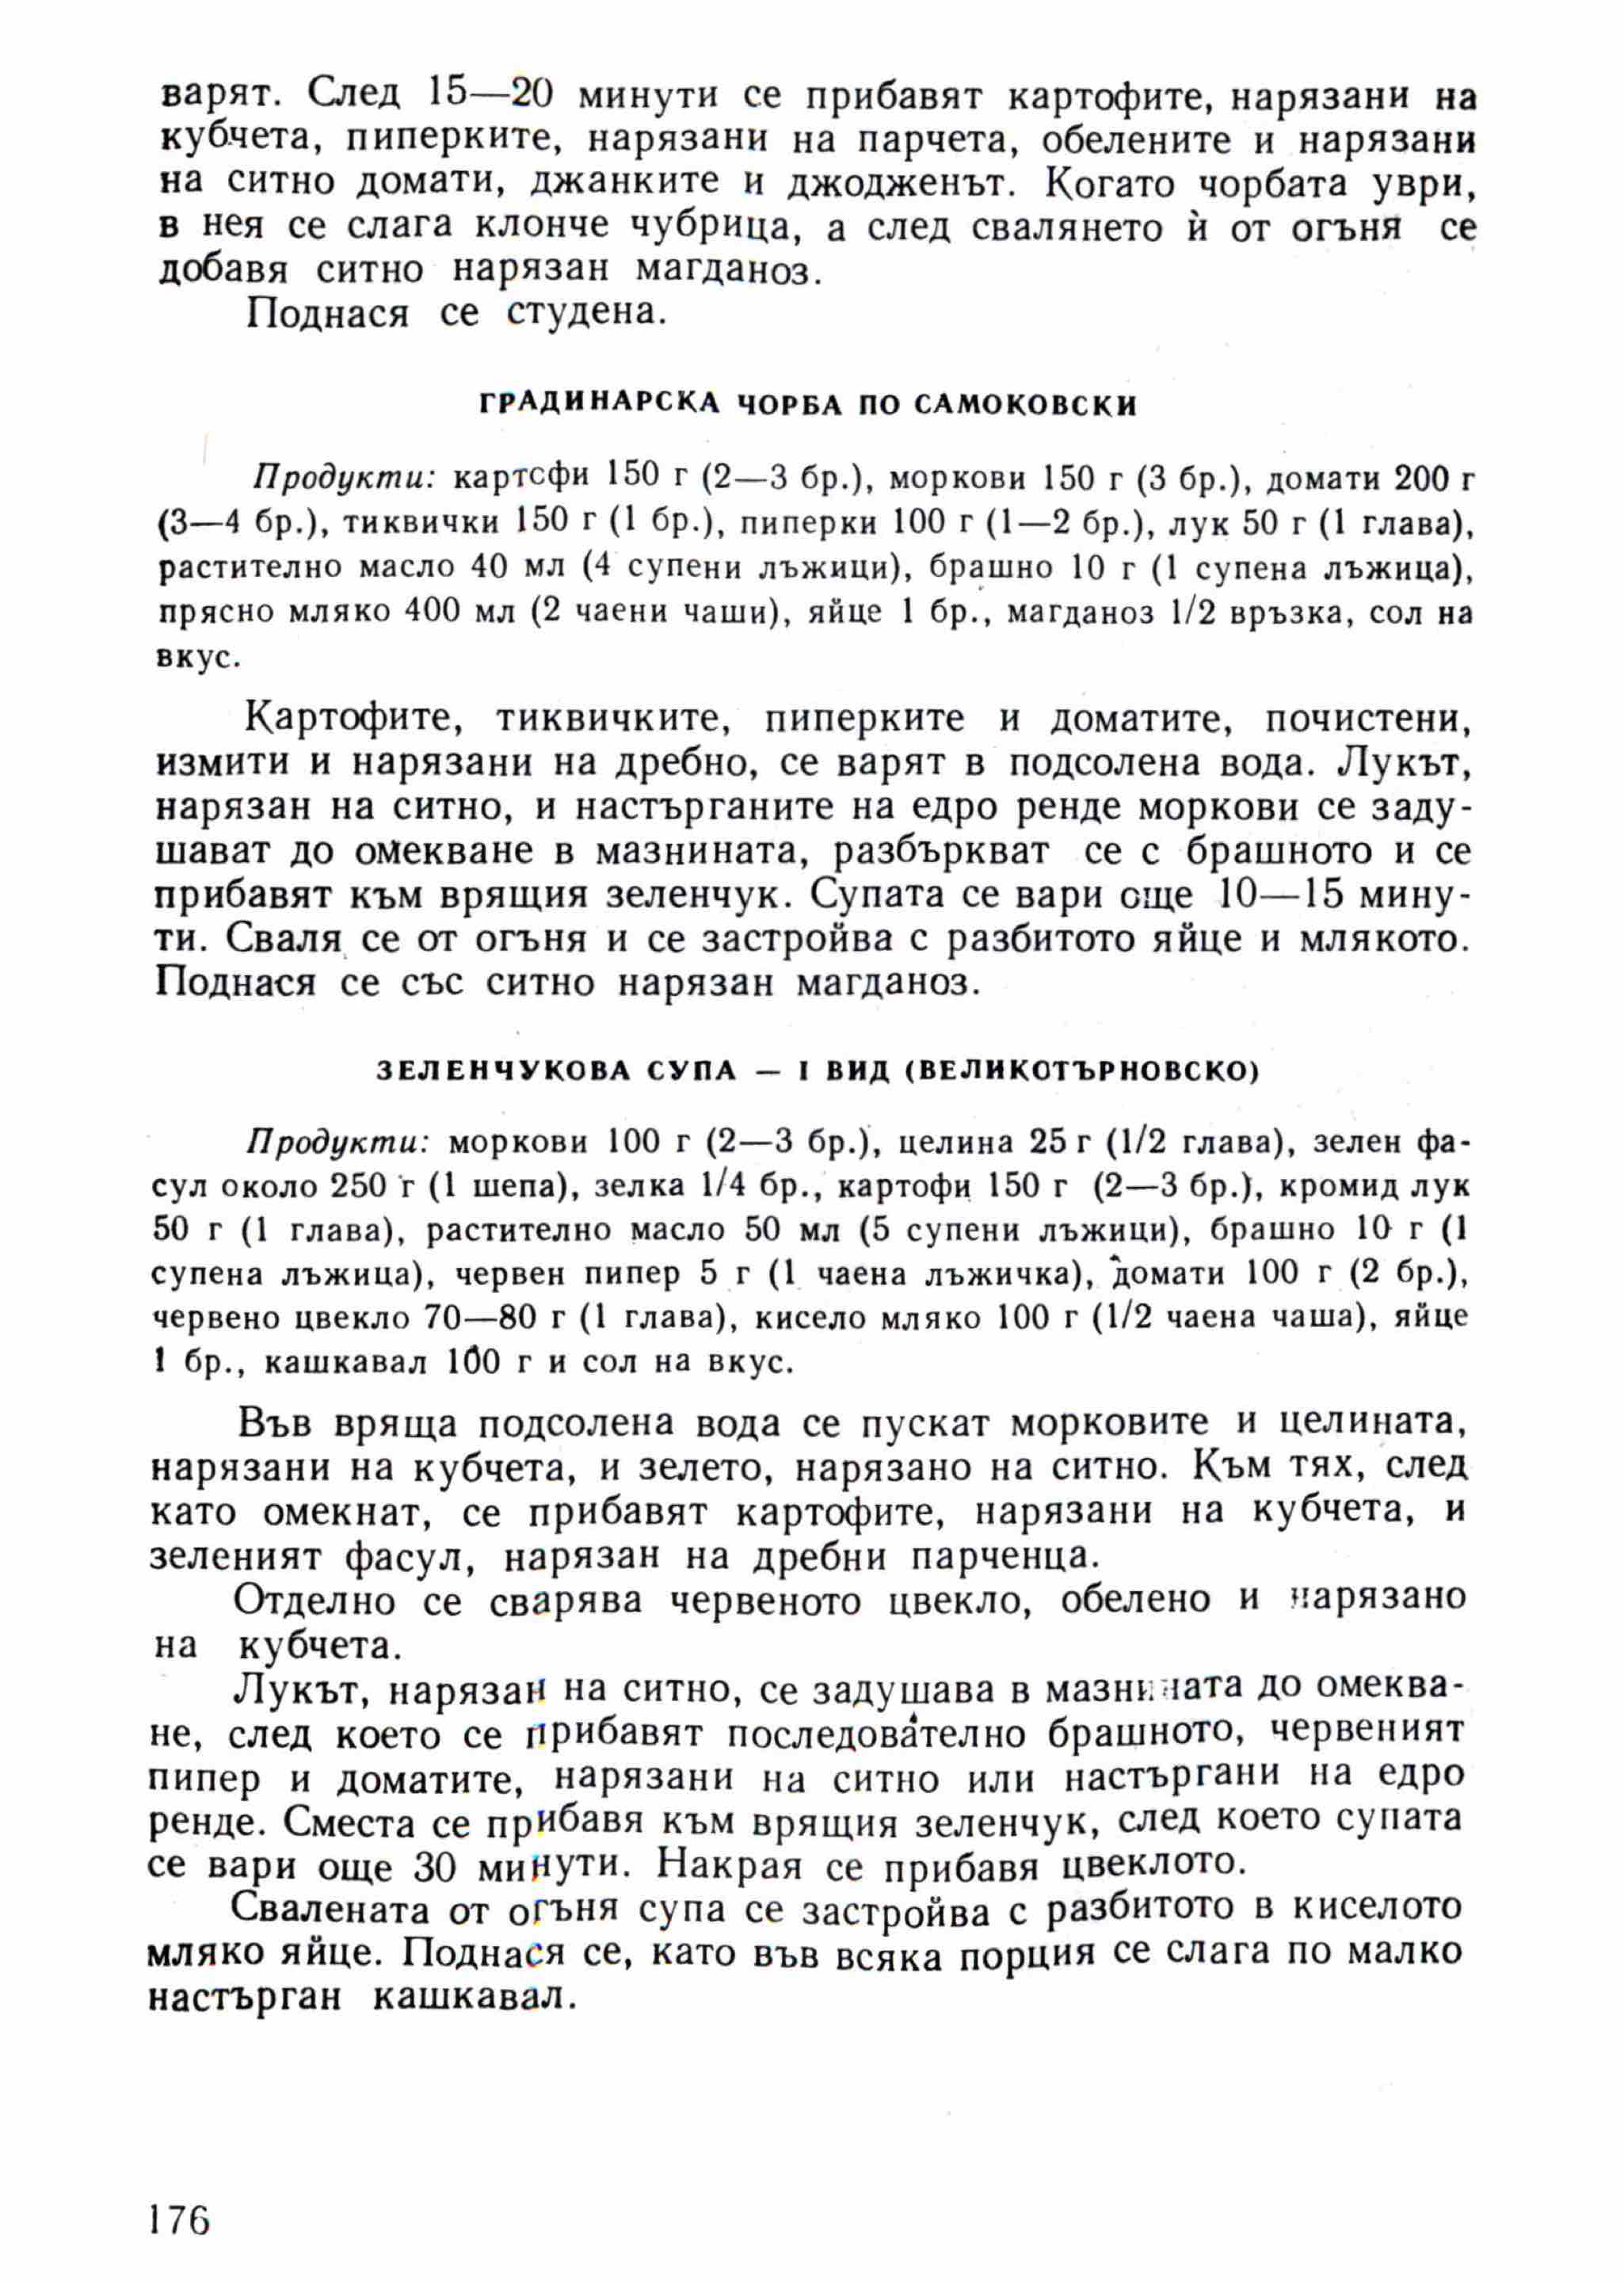 варят. След 15—20 минути се прибавят картофите, нарязани на
кубчета, пиперките, нарязани на парчета, обелените и нарязани
на ситно домати, джанките и джодженът. Когато чорбата уври,
в нея се слага клонче чубрица, а след свалянето ѝ от огъня се
добавя ситно нарязан магданоз.
Поднася се студена.
ГРАДИНАРСКА ЧОРБА ПО САМОКОВСКИ
Продукти: картофи 150 г (2—3 бр.), моркови 150 г (3 бр.), домати 200 г
(3—4 бр.), тиквички 150 г (1 бр.), пиперки 100 г (1—2 бр.), лук 50 г (1 глава),
растително масло 40 мл (4 супени лъжици), брашно 10 г (1 супена лъжица),
прясно мляко 400 мл (2 чаени чаши), яйце 1 бр., магданоз 1/2 връзка, сол на
вкус.
Картофите, тиквичките, пиперките и доматите, почистени,
измити и нарязани на дребно, се варят в подсолена вода. Лукът,
нарязан на ситно, и настърганите на едро ренде моркови се заду-
шават до омекване в мазнината, разбъркват се с брашното и се
прибавят към врящия зеленчук. Супата се вари още 10—15 мину-
ти. Сваля се от огъня и се застройва с разбитото яйце и млякото.
Поднася се със ситно нарязан магданоз.
ЗЕЛЕНЧУКОВА СУПА — I ВИД (ВЕЛИКОТЪРНОВСКО)
Продукти: моркови 100 г (2—3 бр.), целина 25 г (1/2 глава), зелен фа-
сул около 250 г (1 шепа), зелка 1/4 бр., картофи 150 г (2—3 бр.), кромид лук
50 г (1 глава), растително масло 50 мл (5 супени лъжици), брашно 10 г (1
супена лъжица), червен пипер 5 г (1 чаена лъжичка), домати 100 г (2 бр.),
червено цвекло 70—80 г (1 глава), кисело мляко 100 г (1/2 чаена чаша), яйце
1 бр., кашкавал 100 г и сол на вкус.
Във вряща подсолена вода се пускат морковите и целината,
нарязани на кубчета, и зелето, нарязано на ситно. Към тях, след
като омекнат, се прибавят картофите, нарязани на кубчета, и
зеленият фасул, нарязан на дребни парченца.
Отделно се сварява червеното цвекло, обелено и нарязано
на кубчета.
Лукът, нарязан на ситно, се задушава в мазнината до омеква-
не, след което се прибавят последователно брашното, червеният
пипер и доматите, нарязани на ситно или настъргани на едро
ренде. Сместа се прибавя към врящия зеленчук, след което супата
се вари още 30 минути. Накрая се прибавя цвеклото.
Свалената от огъня супа се застройва с разбитото в киселото
мляко яйце. Поднася се, като във всяка порция се слага по малко
настърган кашкавал.
176